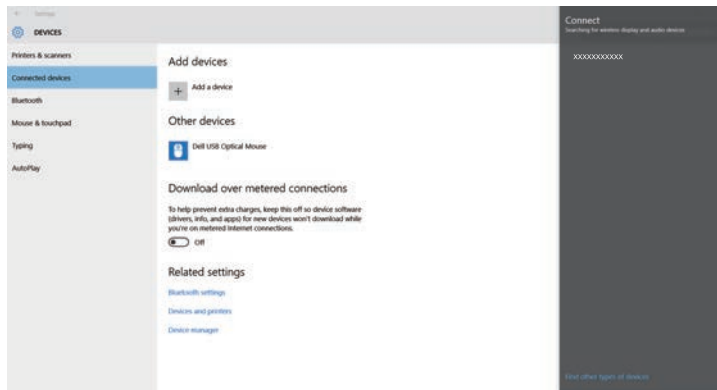 Settings
DEVICES
Printers & scanners
Connected devices
Bluetooth
Mouse & touchpad
Typing
AutoPlay
Add devices
Add a device
Other devices
Dell USB Optical Mouse
Download over metered connections
To help prevent extra charges, keep this off so device software
(drivers, info, and apps) for new devices won't download while
you're on metered Internet connections.
Off
Related settings
Bluetooth settings
Devices and printers
Device manager
Connect
Searching for wireless display and audio devices
xxxxxxxxxxx
Find other types of devices